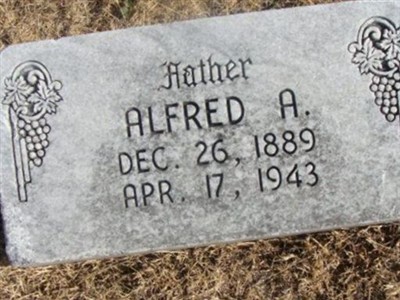 Father
ALFRED A.
DEC. 26, 1889
APR. 17, 1943